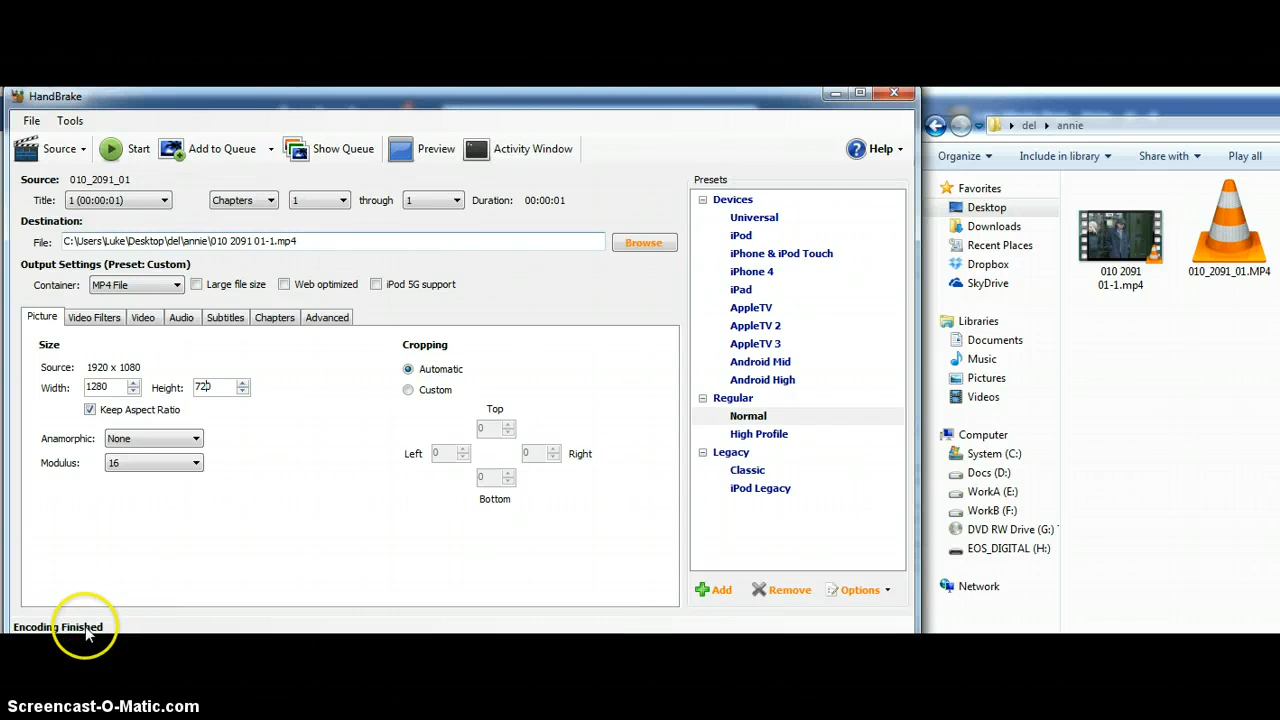 HandBrake
File Tools
Source Start Add to Queue Show Queue Preview Activity Window Help
Source: 010_2091_01
Title: 1 (00:00:01) Chapters 1 through 1 Duration: 00:00:01
Destination:
File: C:\Users\Luke\Desktop\del\annie\010 2091 01-1.mp4 Browse
Output Settings (Preset: Custom)
Container: MP4 File Large file size Web optimized iPod 5G support
Picture Video Filters Video Audio Subtitles Chapters Advanced
Size
Source: 1920 x 1080
Width: 1280 Height: 720
Keep Aspect Ratio
Anamorphic: None
Modulus: 16
Cropping
Automatic
Custom
Top
0
Left 0 0 Right
0
Bottom
Encoding Finished
Presets
Devices
Universal
iPod
iPhone & iPod Touch
iPhone 4
iPad
AppleTV
AppleTV 2
AppleTV 3
Android Mid
Android High
Regular
Normal
High Profile
Legacy
Classic
iPod Legacy
Add Remove Options
del annie
Organize Include in library Share with Play all
Favorites
Desktop
Downloads
Recent Places
Dropbox
SkyDrive
Libraries
Documents
Music
Pictures
Videos
Computer
System (C:)
Docs (D:)
WorkA (E:)
WorkB (F:)
DVD RW Drive (G:)
EOS_DIGITAL (H:)
Network
010 2091
01-1.mp4
010_2091_01.MP4
Screencast-O-Matic.com